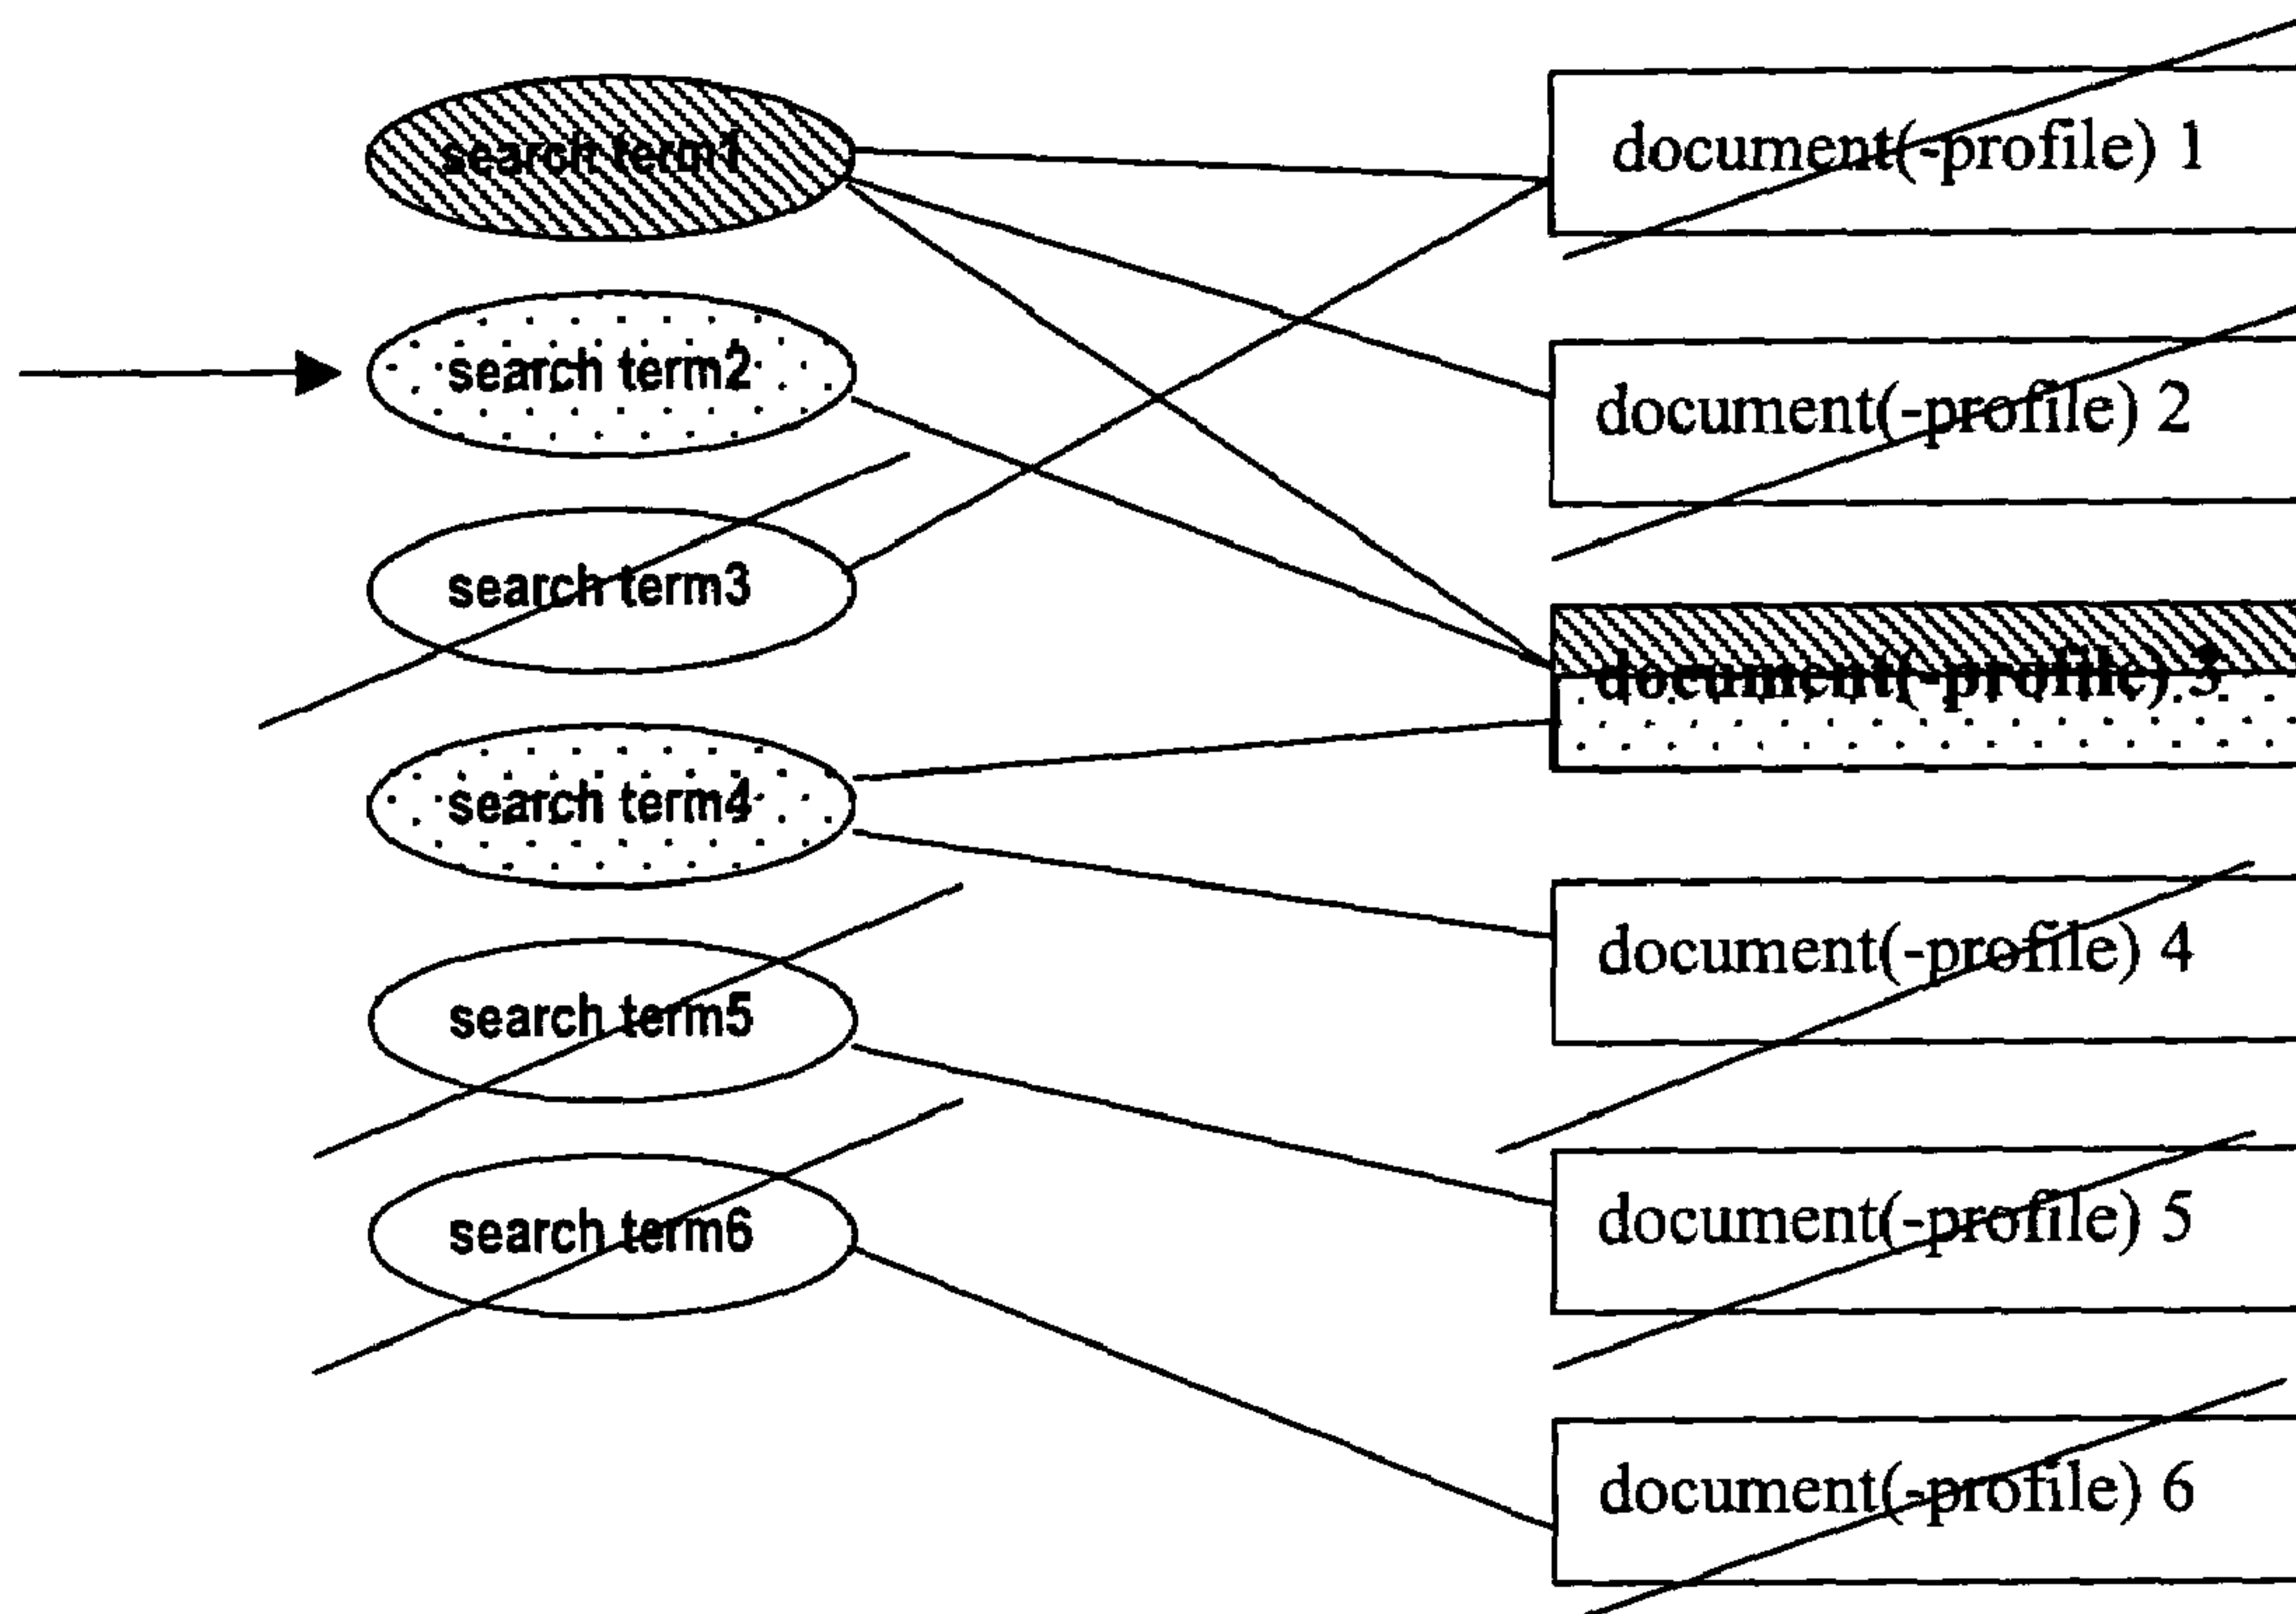 search term1
search term2
search term3
search term4
search term5
search term6
document(-profile) 1
document(-profile) 2
document(-profile) 3
document(-profile) 4
document(-profile) 5
document(-profile) 6